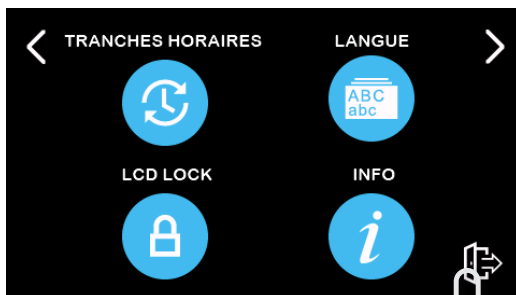 TRANCHES HORAIRES
LANGUE
ABC
abc
LCD LOCK
INFO
i